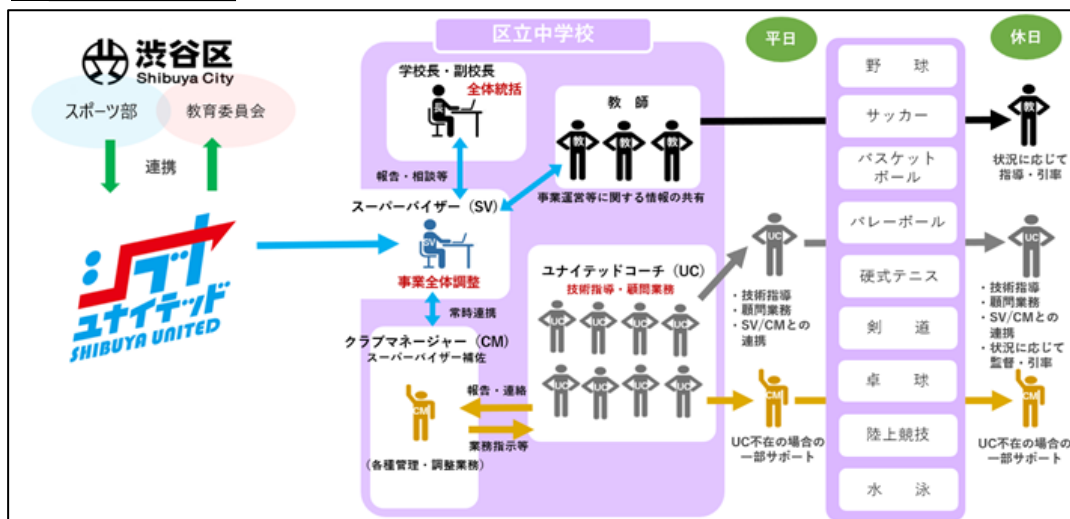 渋谷区
Shibuya City
スポーツ部
教育委員会
連携
シブヤ
ユナイテッド
SHIBUYA UNITED
区立中学校
学校長・副校長
全体統括
長
報告・相談等
スーパーバイザー（SV）
SV
事業全体調整
常時連携
クラブマネージャー（CM）
スーパーバイザー補佐
CM
（各種管理・調整業務）
報告・連絡
業務指示等
教 師
教 教 教
事業運営等に関する情報の共有
ユナイテッドコーチ（UC）
技術指導・顧問業務
UC UC UC UC
UC UC UC UC
平日
UC
・技術指導
・顧問業務
・SV/CMとの
連携
CM
UC不在の場合の
一部サポート
野 球
サッカー
バスケット
ボール
バレーボール
硬式テニス
剣 道
卓 球
陸上競技
水 泳
休日
教
状況に応じて
指導・引率
UC
・技術指導
・顧問業務
・SV/CMとの
連携
・状況に応じて
監督・引率
CM
UC不在の場合の
一部サポート